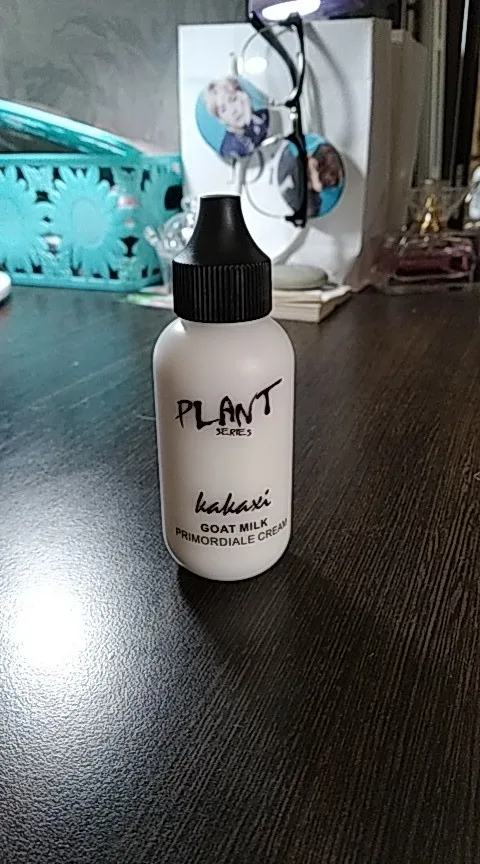 PLANT
SERIES
kakaxi
GOAT MILK
PRIMORDIALE CREAM